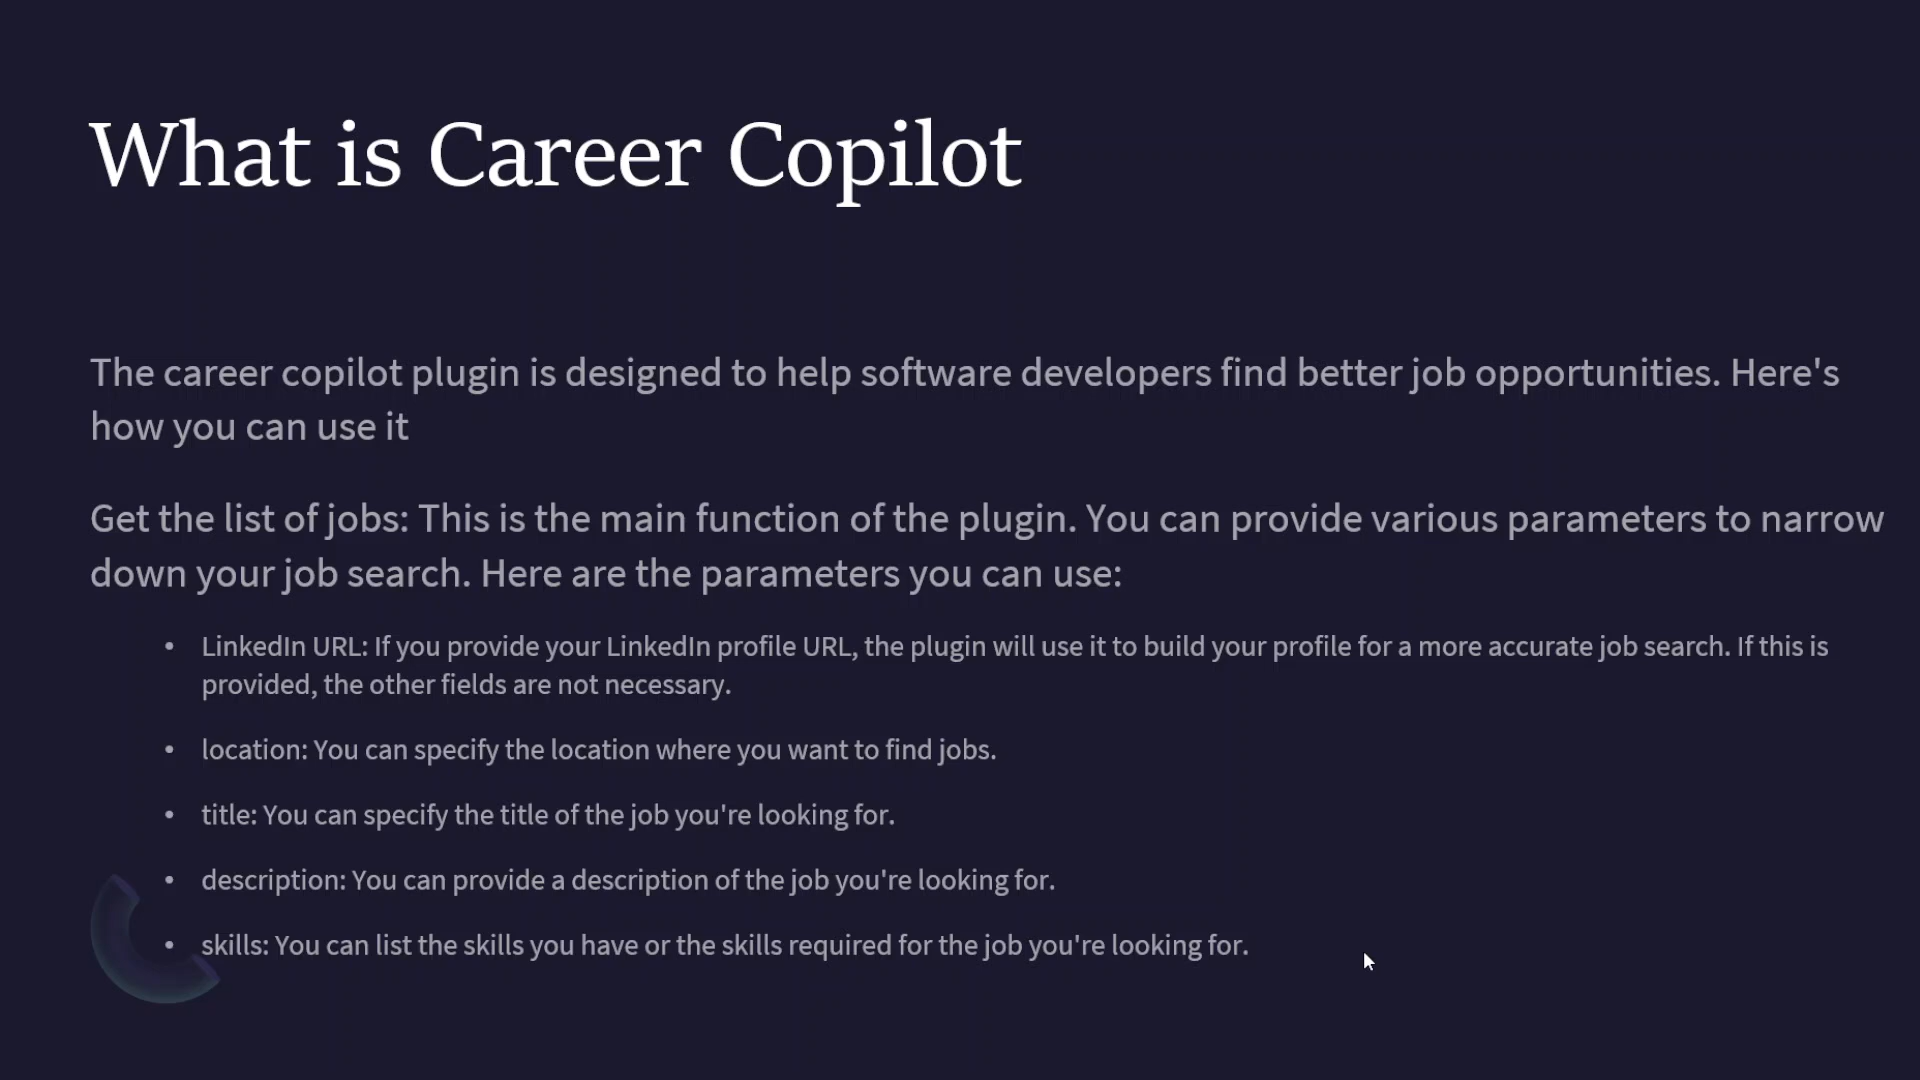 What is Career Copilot
The career copilot plugin is designed to help software developers find better job opportunities. Here's
how you can use it
Get the list of jobs: This is the main function of the plugin. You can provide various parameters to narrow
down your job search. Here are the parameters you can use:
• LinkedIn URL: If you provide your LinkedIn profile URL, the plugin will use it to build your profile for a more accurate job search. If this is
provided, the other fields are not necessary.
• location: You can specify the location where you want to find jobs.
• title: You can specify the title of the job you're looking for.
• description: You can provide a description of the job you're looking for.
• skills: You can list the skills you have or the skills required for the job you're looking for.